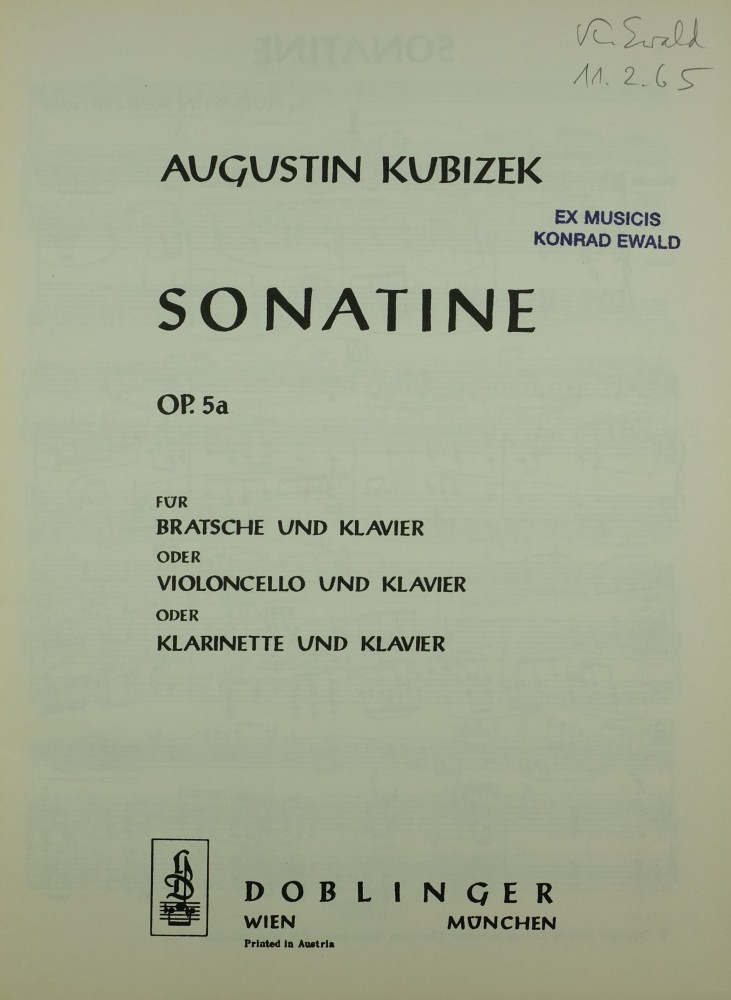 K. Ewald
11.2.65
AUGUSTIN KUBIZEK
EX MUSICIS
KONRAD EWALD
SONATINE
OP. 5a
FÜR
BRATSCHE UND KLAVIER
ODER
VIOLONCELLO UND KLAVIER
ODER
KLARINETTE UND KLAVIER
DOBLINGER
WIEN MÜNCHEN
Printed in Austria